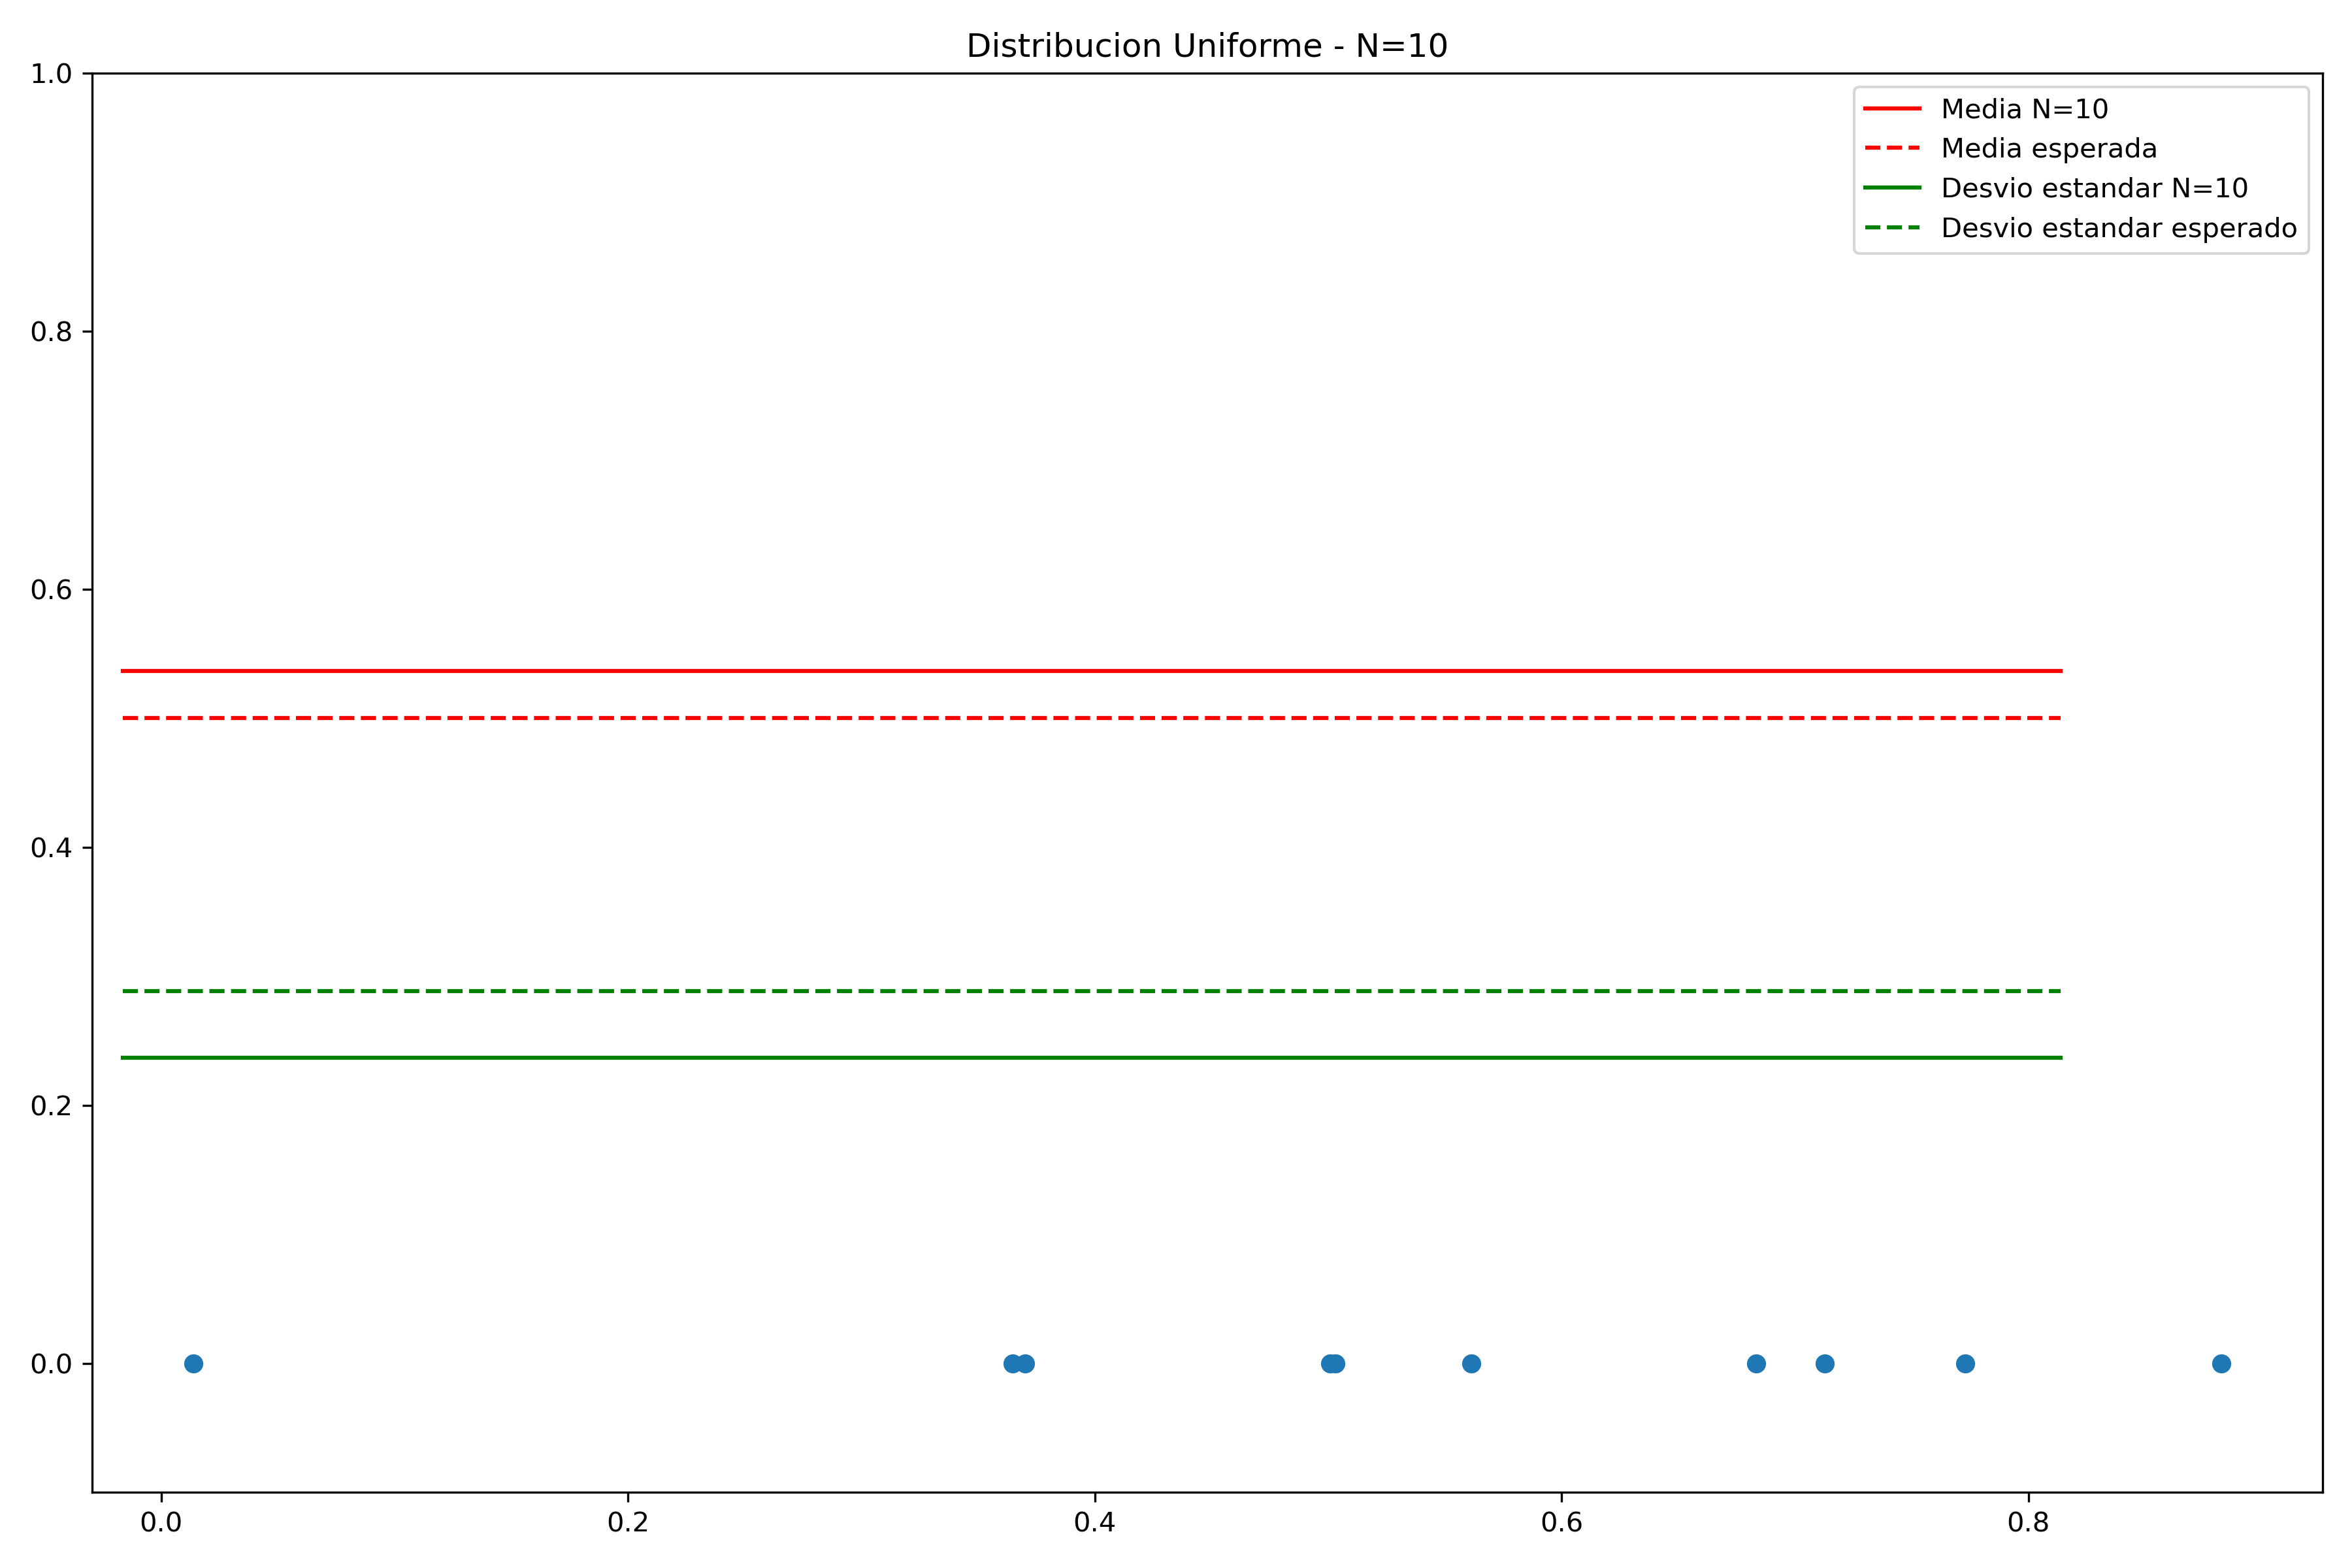 Distribucion Uniforme - N=10
1.0
Media N=10
Media esperada
Desvio estandar N=10
Desvio estandar esperado
0.8
0.6
0.4
0.2
0.0
0.0 0.2 0.4 0.6 0.8